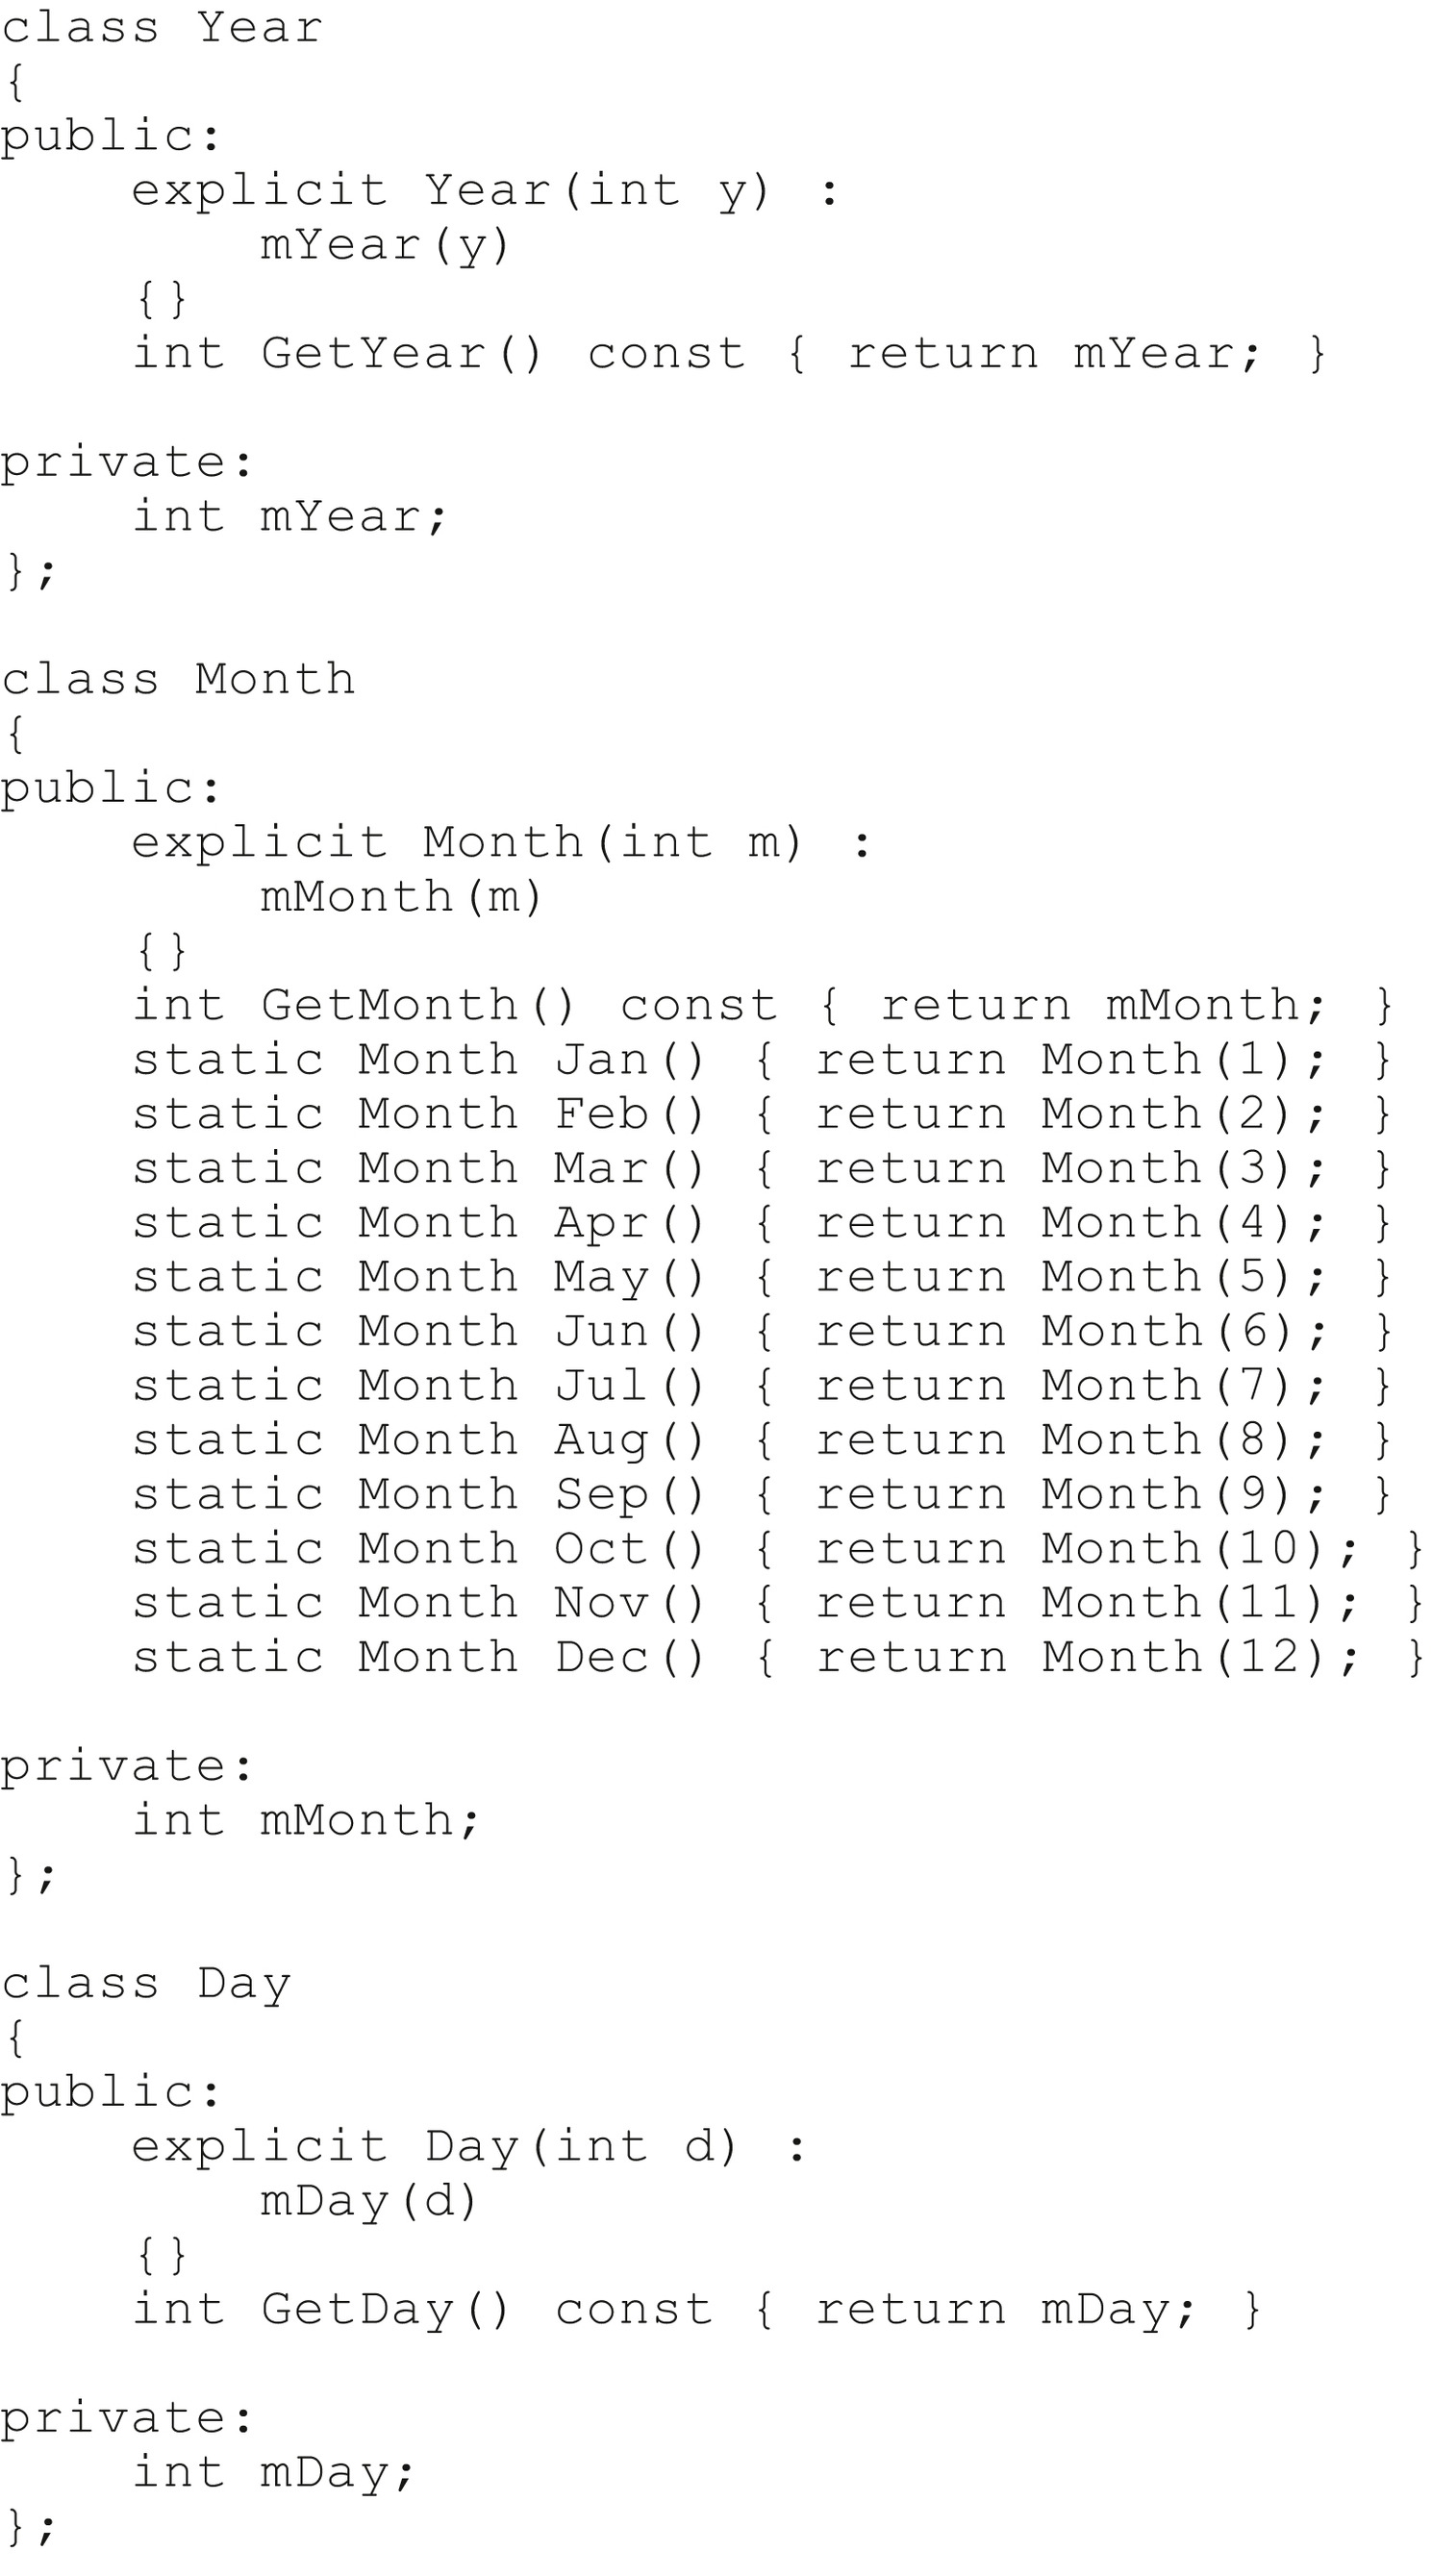 class Year
{
public:
    explicit Year(int y) :
        mYear(y)
    {}
    int GetYear() const { return mYear; }

private:
    int mYear;
};

class Month
{
public:
    explicit Month(int m) :
        mMonth(m)
    {}
    int GetMonth() const { return mMonth; }
    static Month Jan() { return Month(1); }
    static Month Feb() { return Month(2); }
    static Month Mar() { return Month(3); }
    static Month Apr() { return Month(4); }
    static Month May() { return Month(5); }
    static Month Jun() { return Month(6); }
    static Month Jul() { return Month(7); }
    static Month Aug() { return Month(8); }
    static Month Sep() { return Month(9); }
    static Month Oct() { return Month(10); }
    static Month Nov() { return Month(11); }
    static Month Dec() { return Month(12); }

private:
    int mMonth;
};

class Day
{
public:
    explicit Day(int d) :
        mDay(d)
    {}
    int GetDay() const { return mDay; }

private:
    int mDay;
};